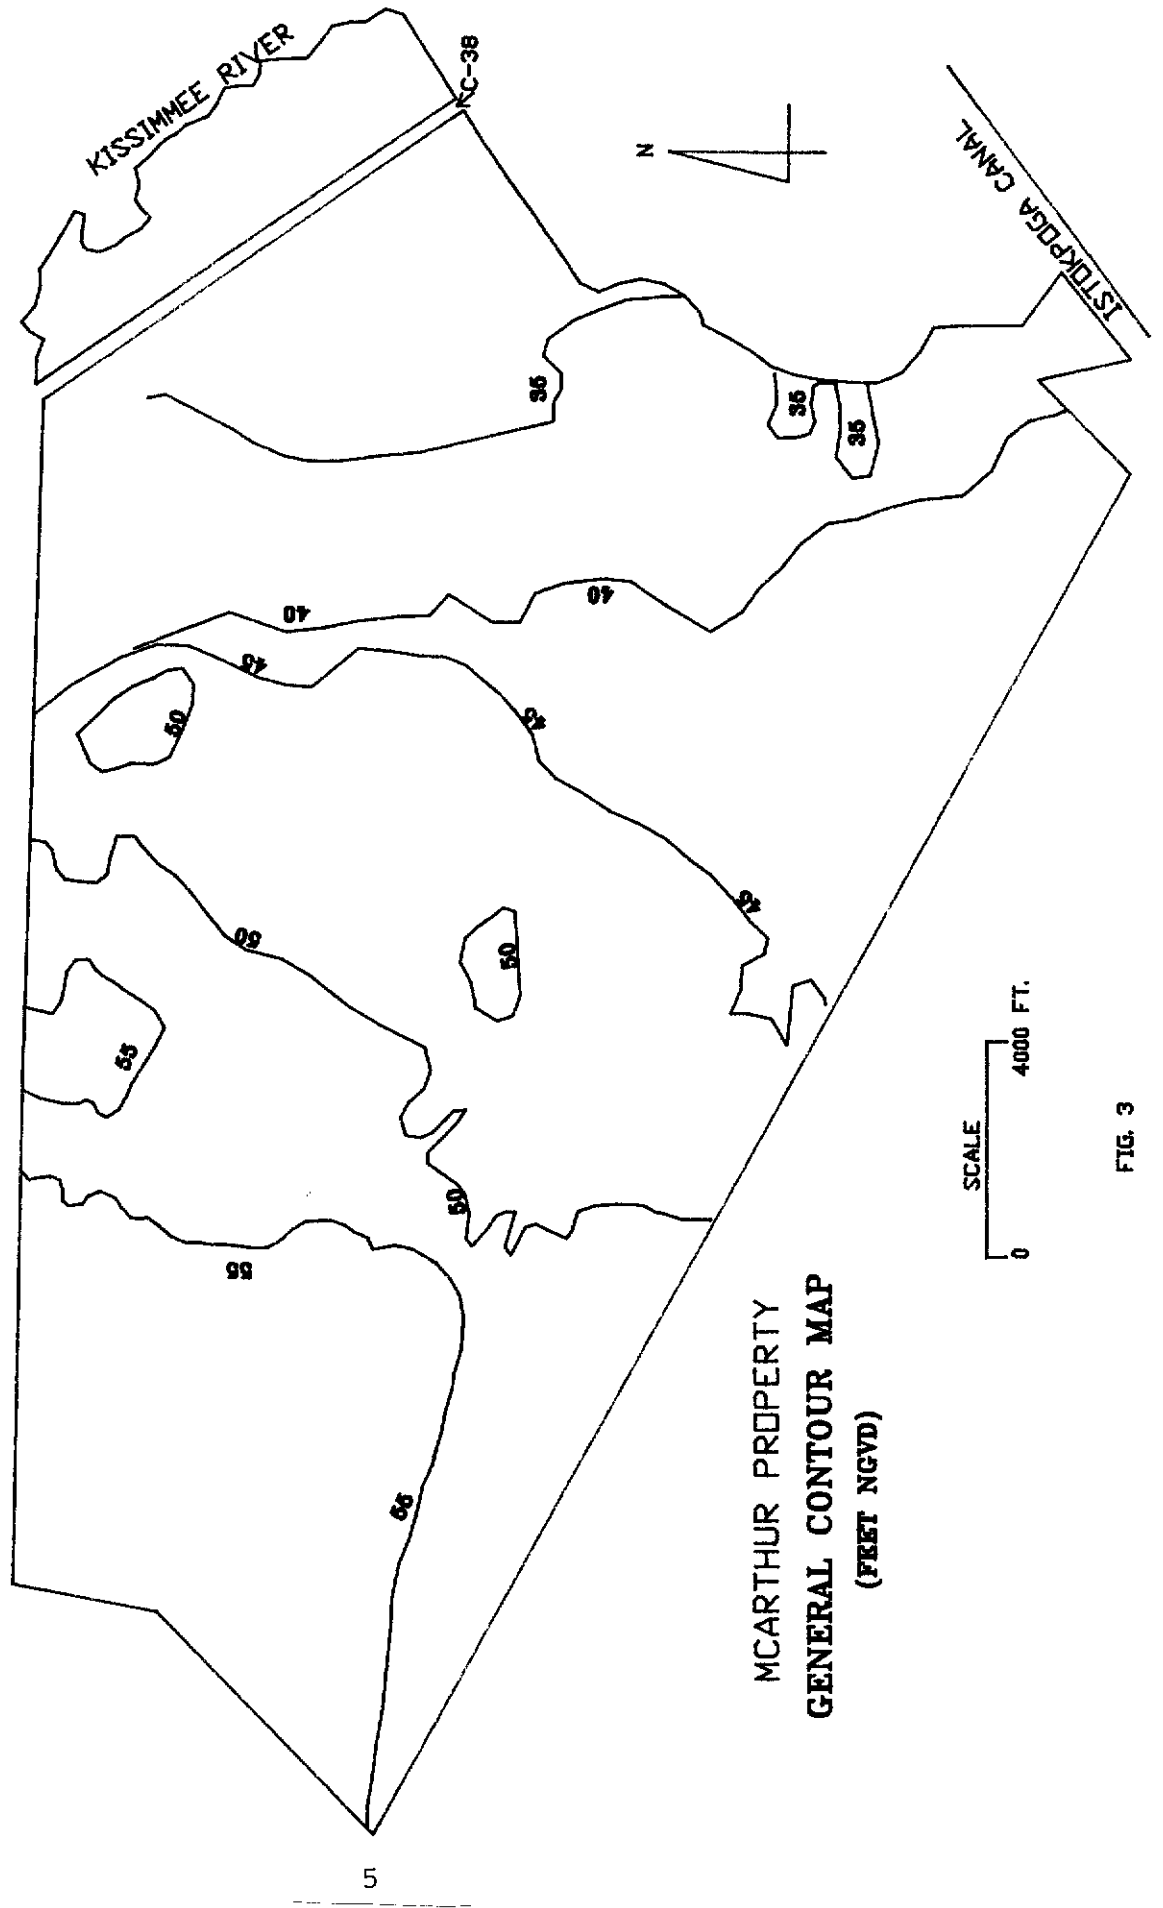 KISSIMMEE RIVER
C-38
N
ISTOKPOGA CANAL
35
35
35
40
40
45
45
45
50
50
50
50
55
55
55
SCALE
0 4000 FT.
MCARTHUR PROPERTY
GENERAL CONTOUR MAP
(FEET NGVD)
FIG. 3
5